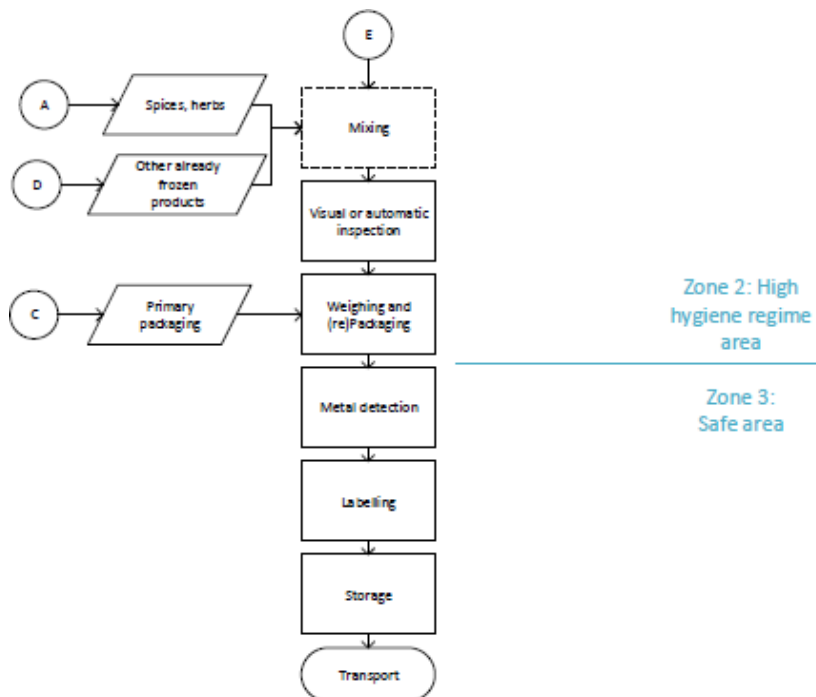 E
A
Spices, herbs
Mixing
D
Other already
frozen
products
Visual or automatic
inspection
C
Primary
packaging
Weighing and
(re)Packaging
Zone 2: High
hygiene regime
area
Metal detection
Zone 3:
Safe area
Labelling
Storage
Transport